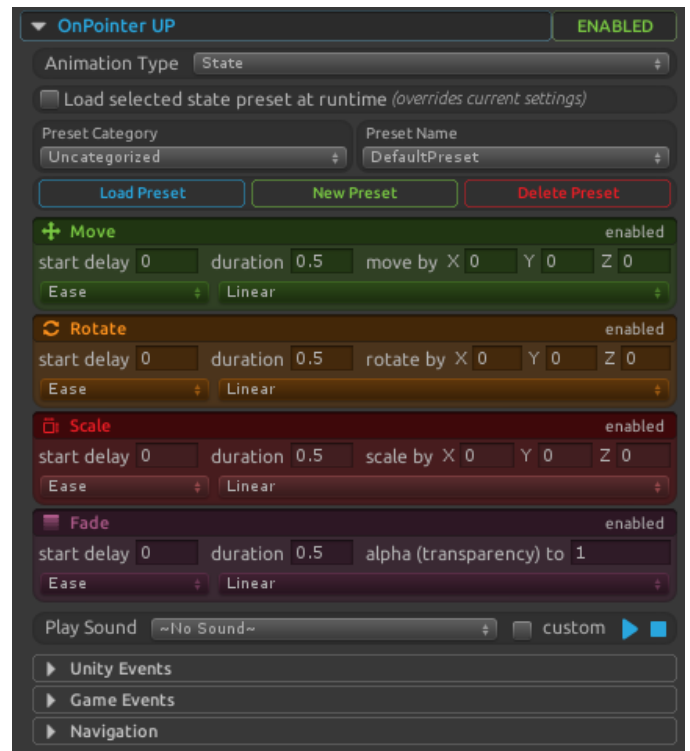 OnPointer UP ENABLED
Animation Type State
Load selected state preset at runtime (overrides current settings)
Preset Category Preset Name
Uncategorized DefaultPreset
Load Preset New Preset Delete Preset
Move enabled
start delay 0 duration 0.5 move by X 0 Y 0 Z 0
Ease Linear
Rotate enabled
start delay 0 duration 0.5 rotate by X 0 Y 0 Z 0
Ease Linear
Scale enabled
start delay 0 duration 0.5 scale by X 0 Y 0 Z 0
Ease Linear
Fade enabled
start delay 0 duration 0.5 alpha (transparency) to 1
Ease Linear
Play Sound ~No Sound~ custom
Unity Events
Game Events
Navigation